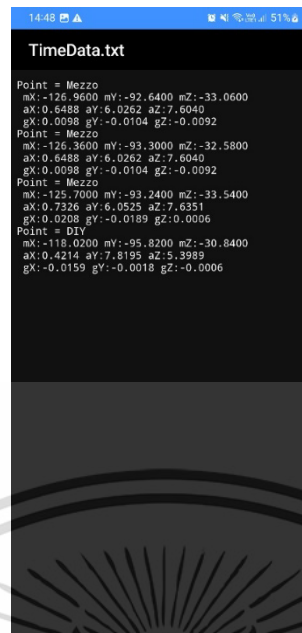 14:48 51%
TimeData.txt
Point = Mezzo
mX:-126.9600 mY:-92.6400 mZ:-33.0600
aX:0.6488 aY:6.0262 aZ:7.6040
gX:0.0098 gY:-0.0104 gZ:-0.0092
Point = Mezzo
mX:-126.3600 mY:-93.3000 mZ:-32.5800
aX:0.6488 aY:6.0262 aZ:7.6040
gX:0.0098 gY:-0.0104 gZ:-0.0092
Point = Mezzo
mX:-125.7000 mY:-93.2400 mZ:-33.5400
aX:0.7326 aY:6.0525 aZ:7.6351
gX:0.0208 gY:-0.0189 gZ:0.0006
Point = DIY
mX:-118.0200 mY:-95.8200 mZ:-30.8400
aX:0.4214 aY:7.8195 aZ:5.3989
gX:-0.0159 gY:-0.0018 gZ:-0.0006